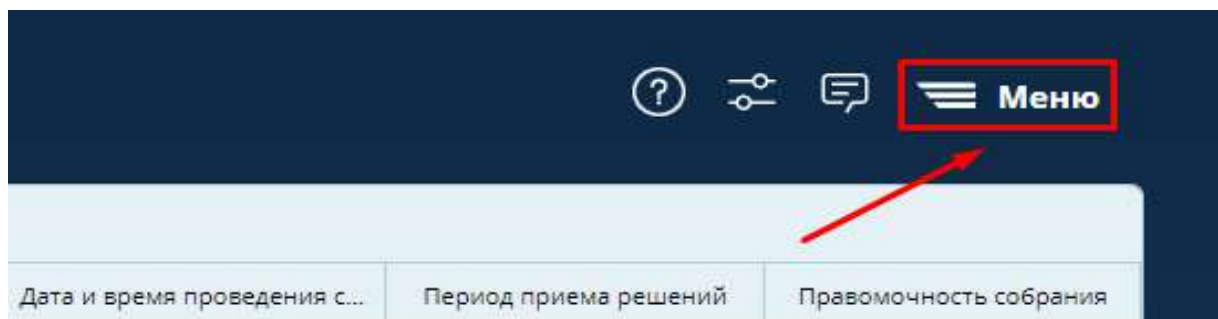 Меню
Дата и время проведения с... Период приема решений Правомочность собрания